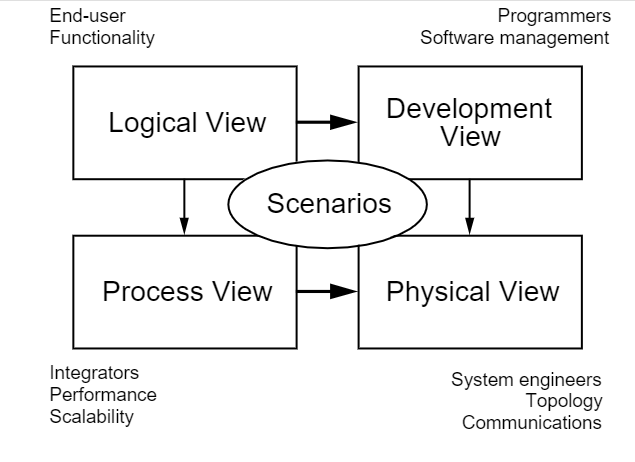 End-user
Functionality
Programmers
Software management
Logical View
Development
View
Scenarios
Process View
Physical View
Integrators
Performance
Scalability
System engineers
Topology
Communications